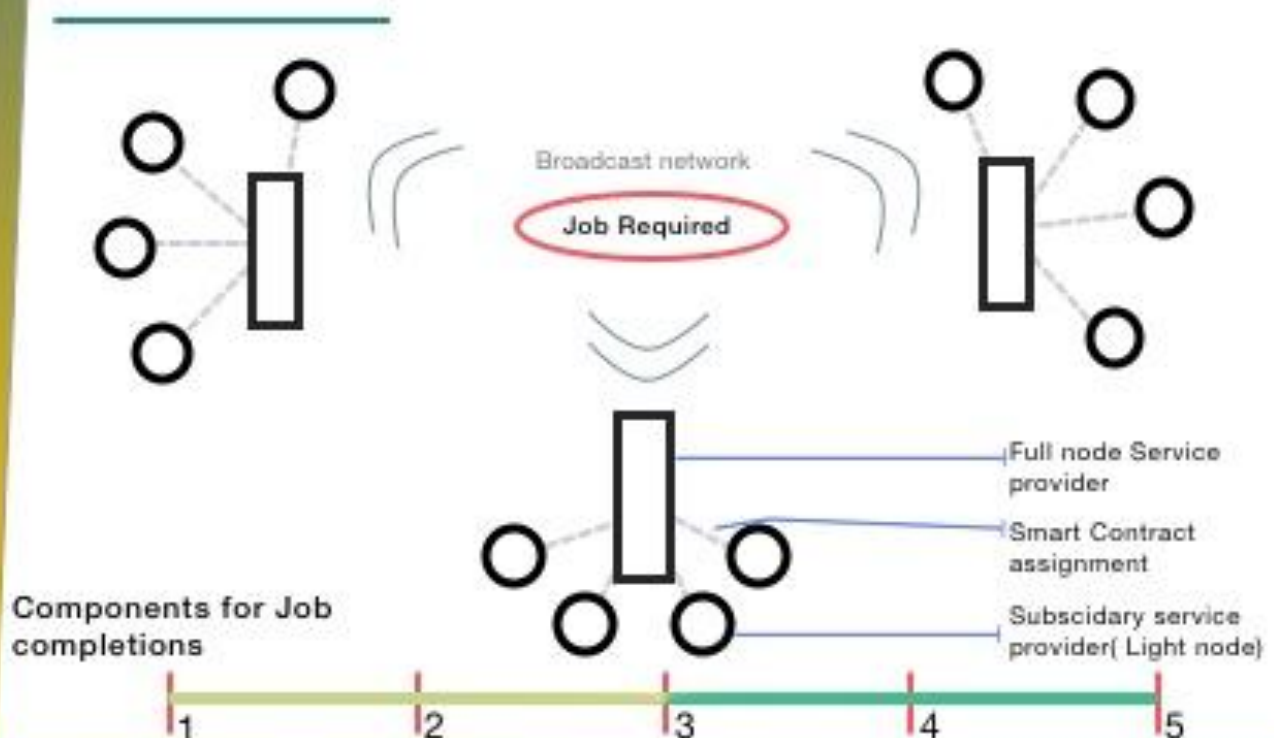 Broadcast network
Job Required
Full node Service
provider
Smart Contract
assignment
Subscidary service
provider( Light node)
Components for Job
completions
1
2
3
4
5